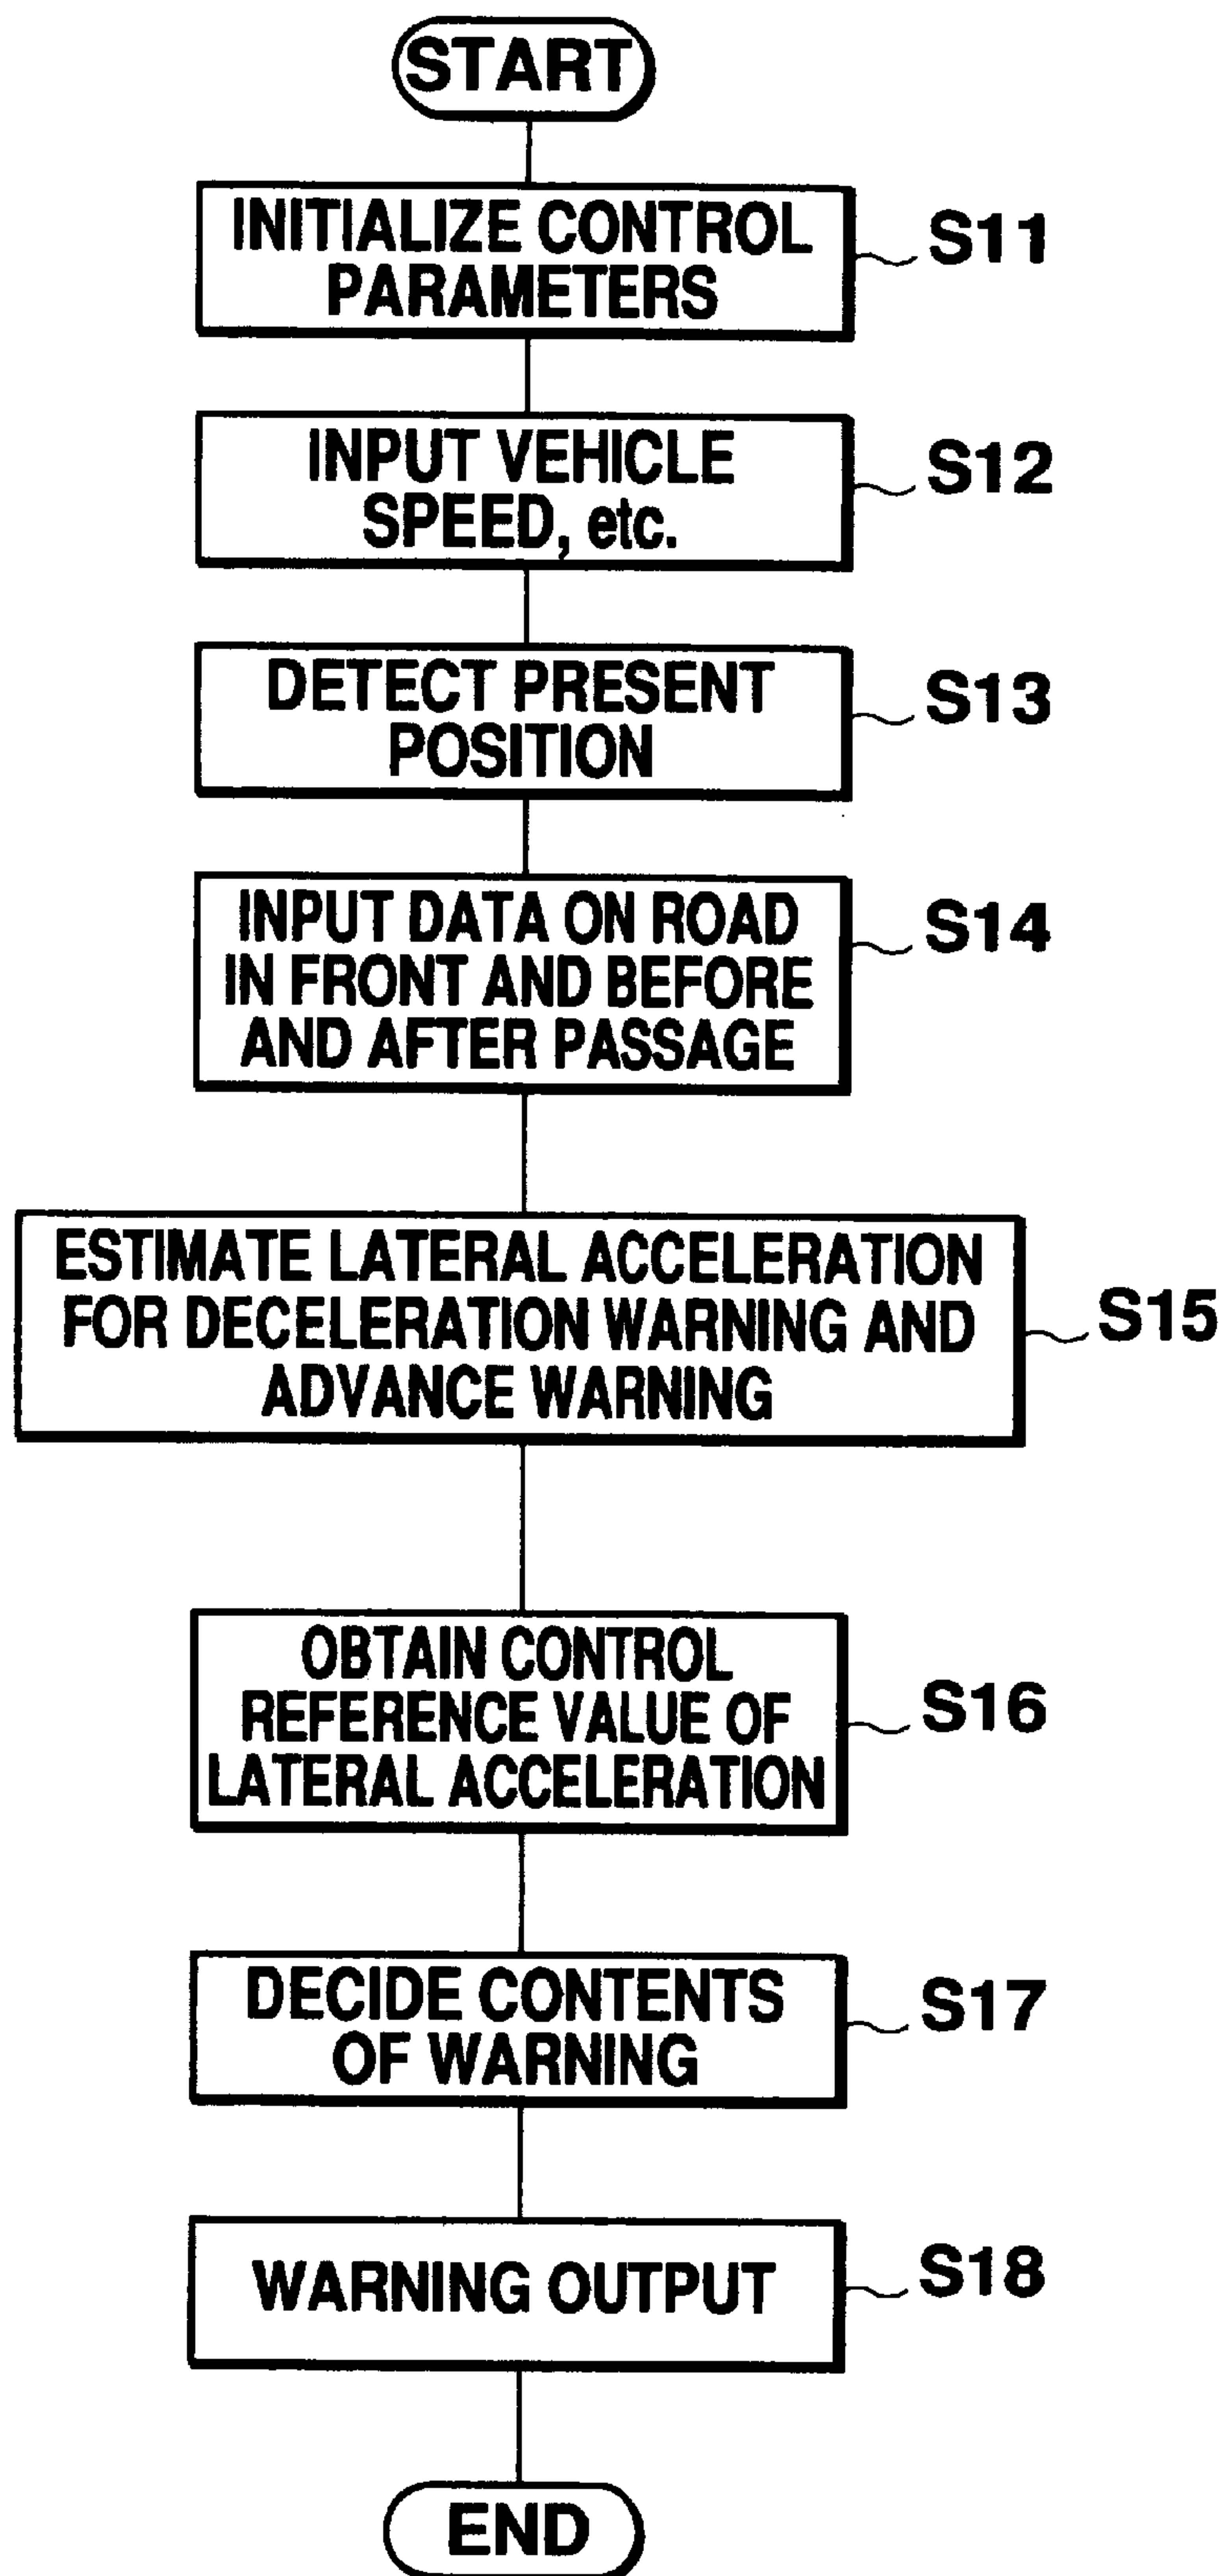 START
INITIALIZE CONTROL
PARAMETERS
S11
INPUT VEHICLE
SPEED, etc.
S12
DETECT PRESENT
POSITION
S13
INPUT DATA ON ROAD
IN FRONT AND BEFORE
AND AFTER PASSAGE
S14
ESTIMATE LATERAL ACCELERATION
FOR DECELERATION WARNING AND
ADVANCE WARNING
S15
OBTAIN CONTROL
REFERENCE VALUE OF
LATERAL ACCELERATION
S16
DECIDE CONTENTS
OF WARNING
S17
WARNING OUTPUT
S18
END